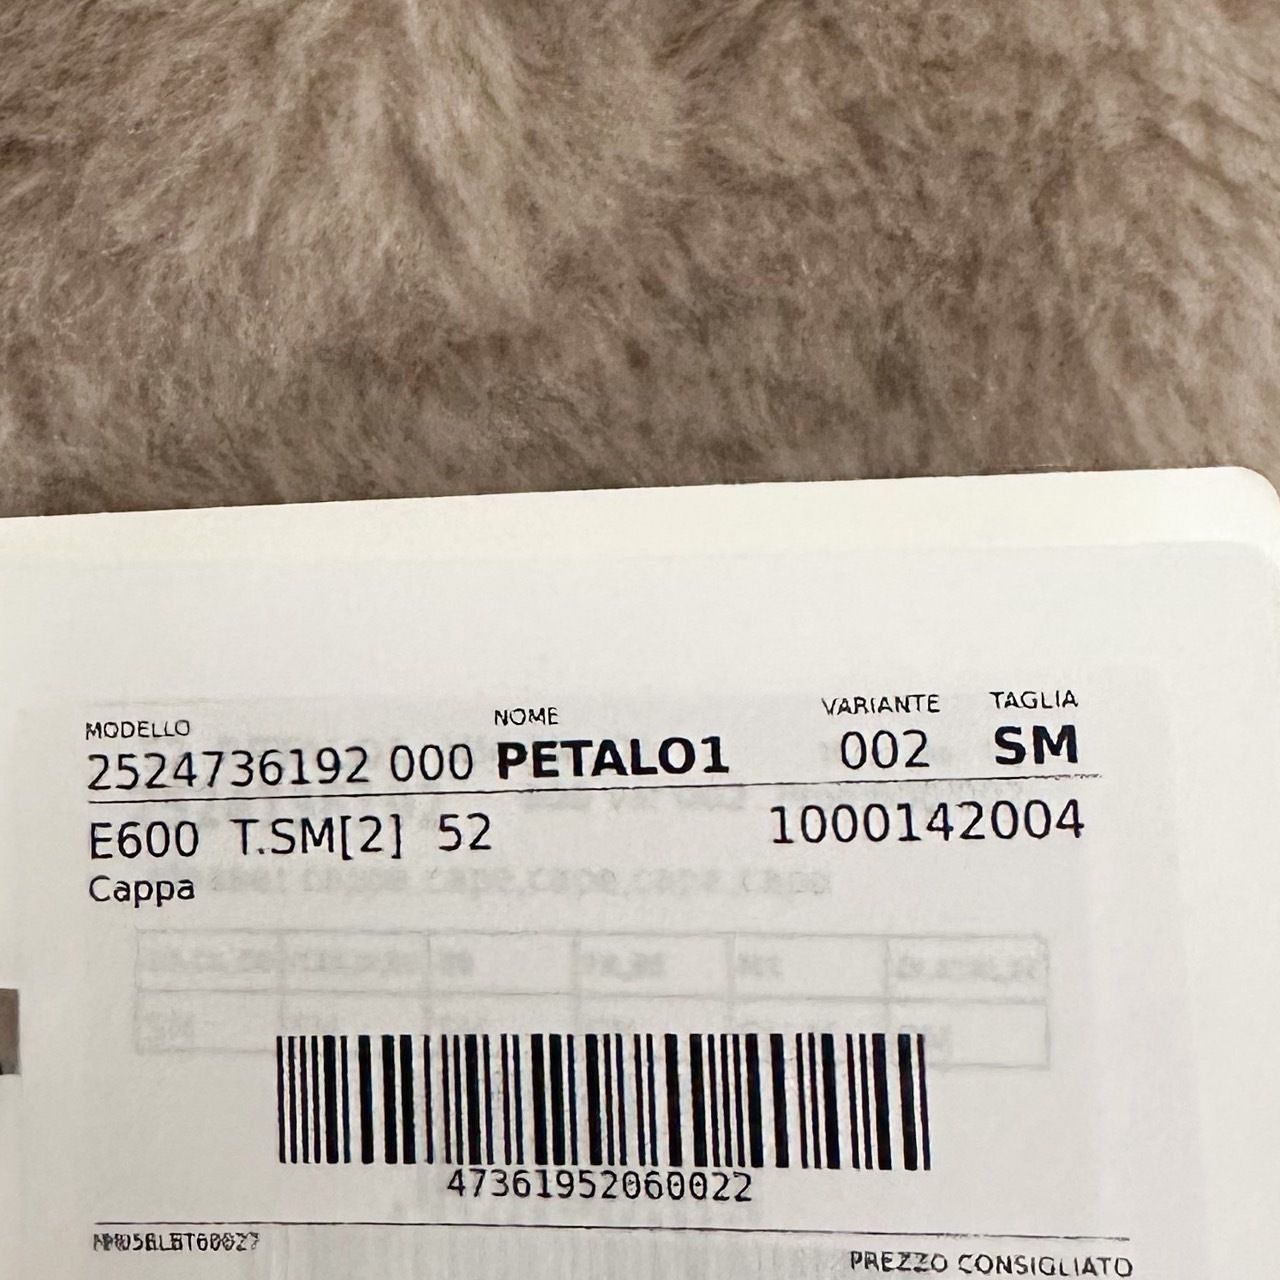 MODELLO NOME VARIANTE TAGLIA
2524736192 000 PETALO1 002 SM
E600 T.SM[2] 52 1000142004
Cappa
47361952060022
PREZZO CONSIGLIATO